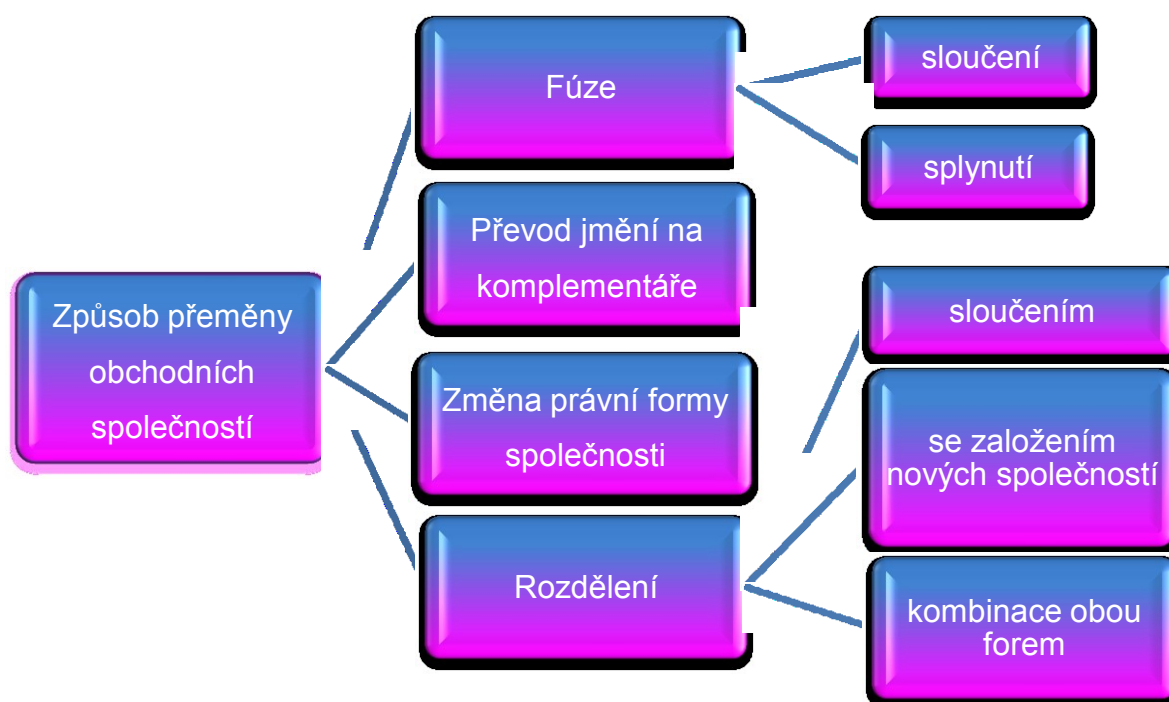 Způsob přeměny
obchodních
společností
Fúze
sloučení
splynutí
Převod jmění na
komplementáře
Změna právní formy
společnosti
Rozdělení
sloučením
se založením
nových společností
kombinace obou
forem